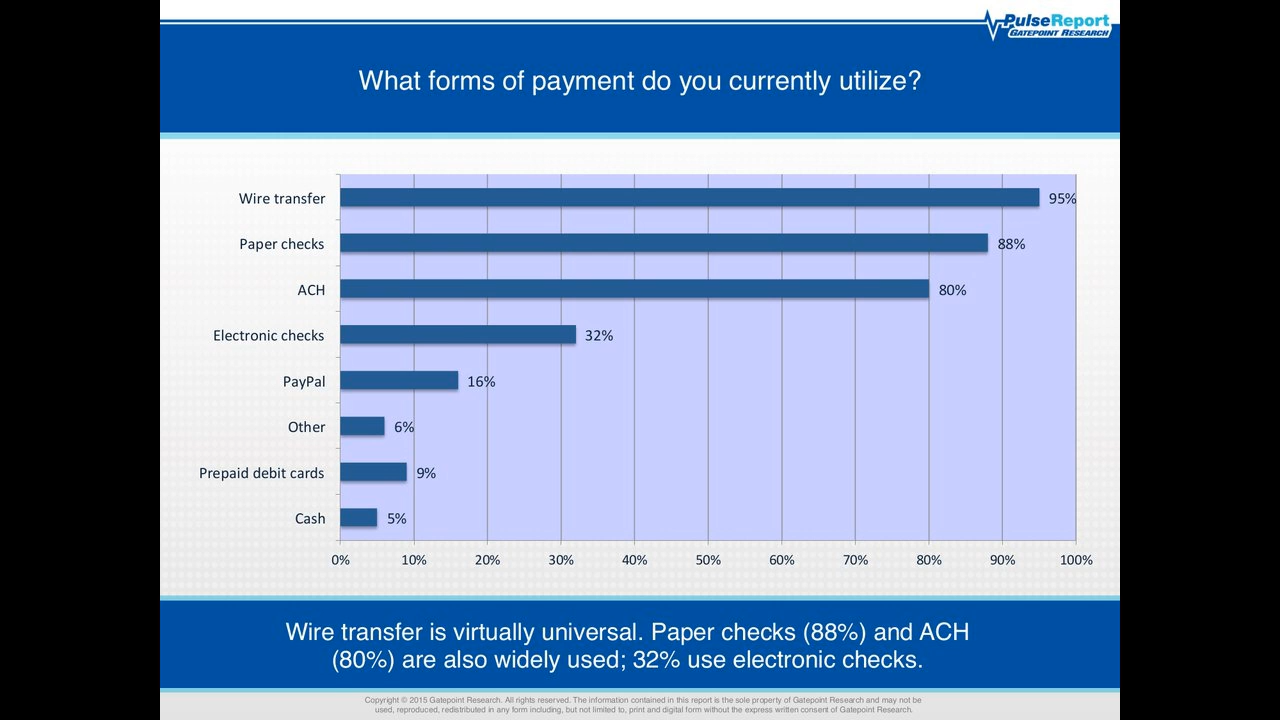 PulseReport
GATEPOINT RESEARCH
What forms of payment do you currently utilize?
Wire transfer 95%
Paper checks 88%
ACH 80%
Electronic checks 32%
PayPal 16%
Other 6%
Prepaid debit cards 9%
Cash 5%
0% 10% 20% 30% 40% 50% 60% 70% 80% 90% 100%
Wire transfer is virtually universal. Paper checks (88%) and ACH
(80%) are also widely used; 32% use electronic checks.
Copyright © 2015 Gatepoint Research. All rights reserved. The information contained in this report is the sole property of Gatepoint Research and may not be
used, reproduced, redistributed in any form including, but not limited to, print and digital form without the express written consent of Gatepoint Research.